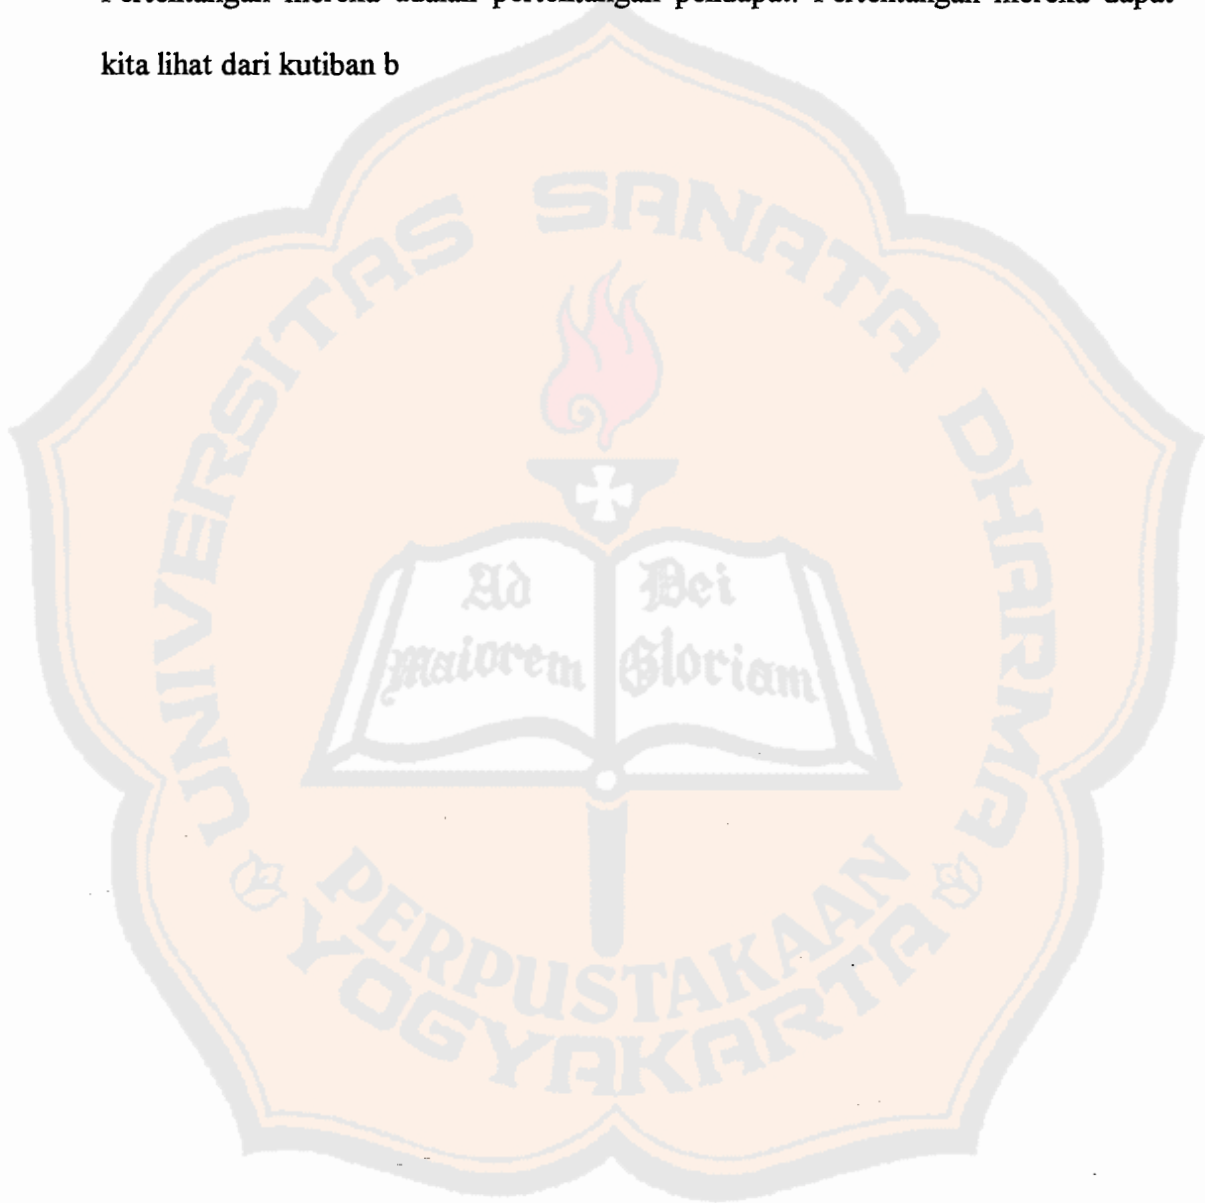 Pertentangan mereka adalah pertentangan pendapat. Pertentangan mereka dapat
kita lihat dari kutiban b
UNIVERSITAS SANATA DHARMA
Ad Dei
maiorem Gloriam
PERPUSTAKAAN
YOGYAKARTA